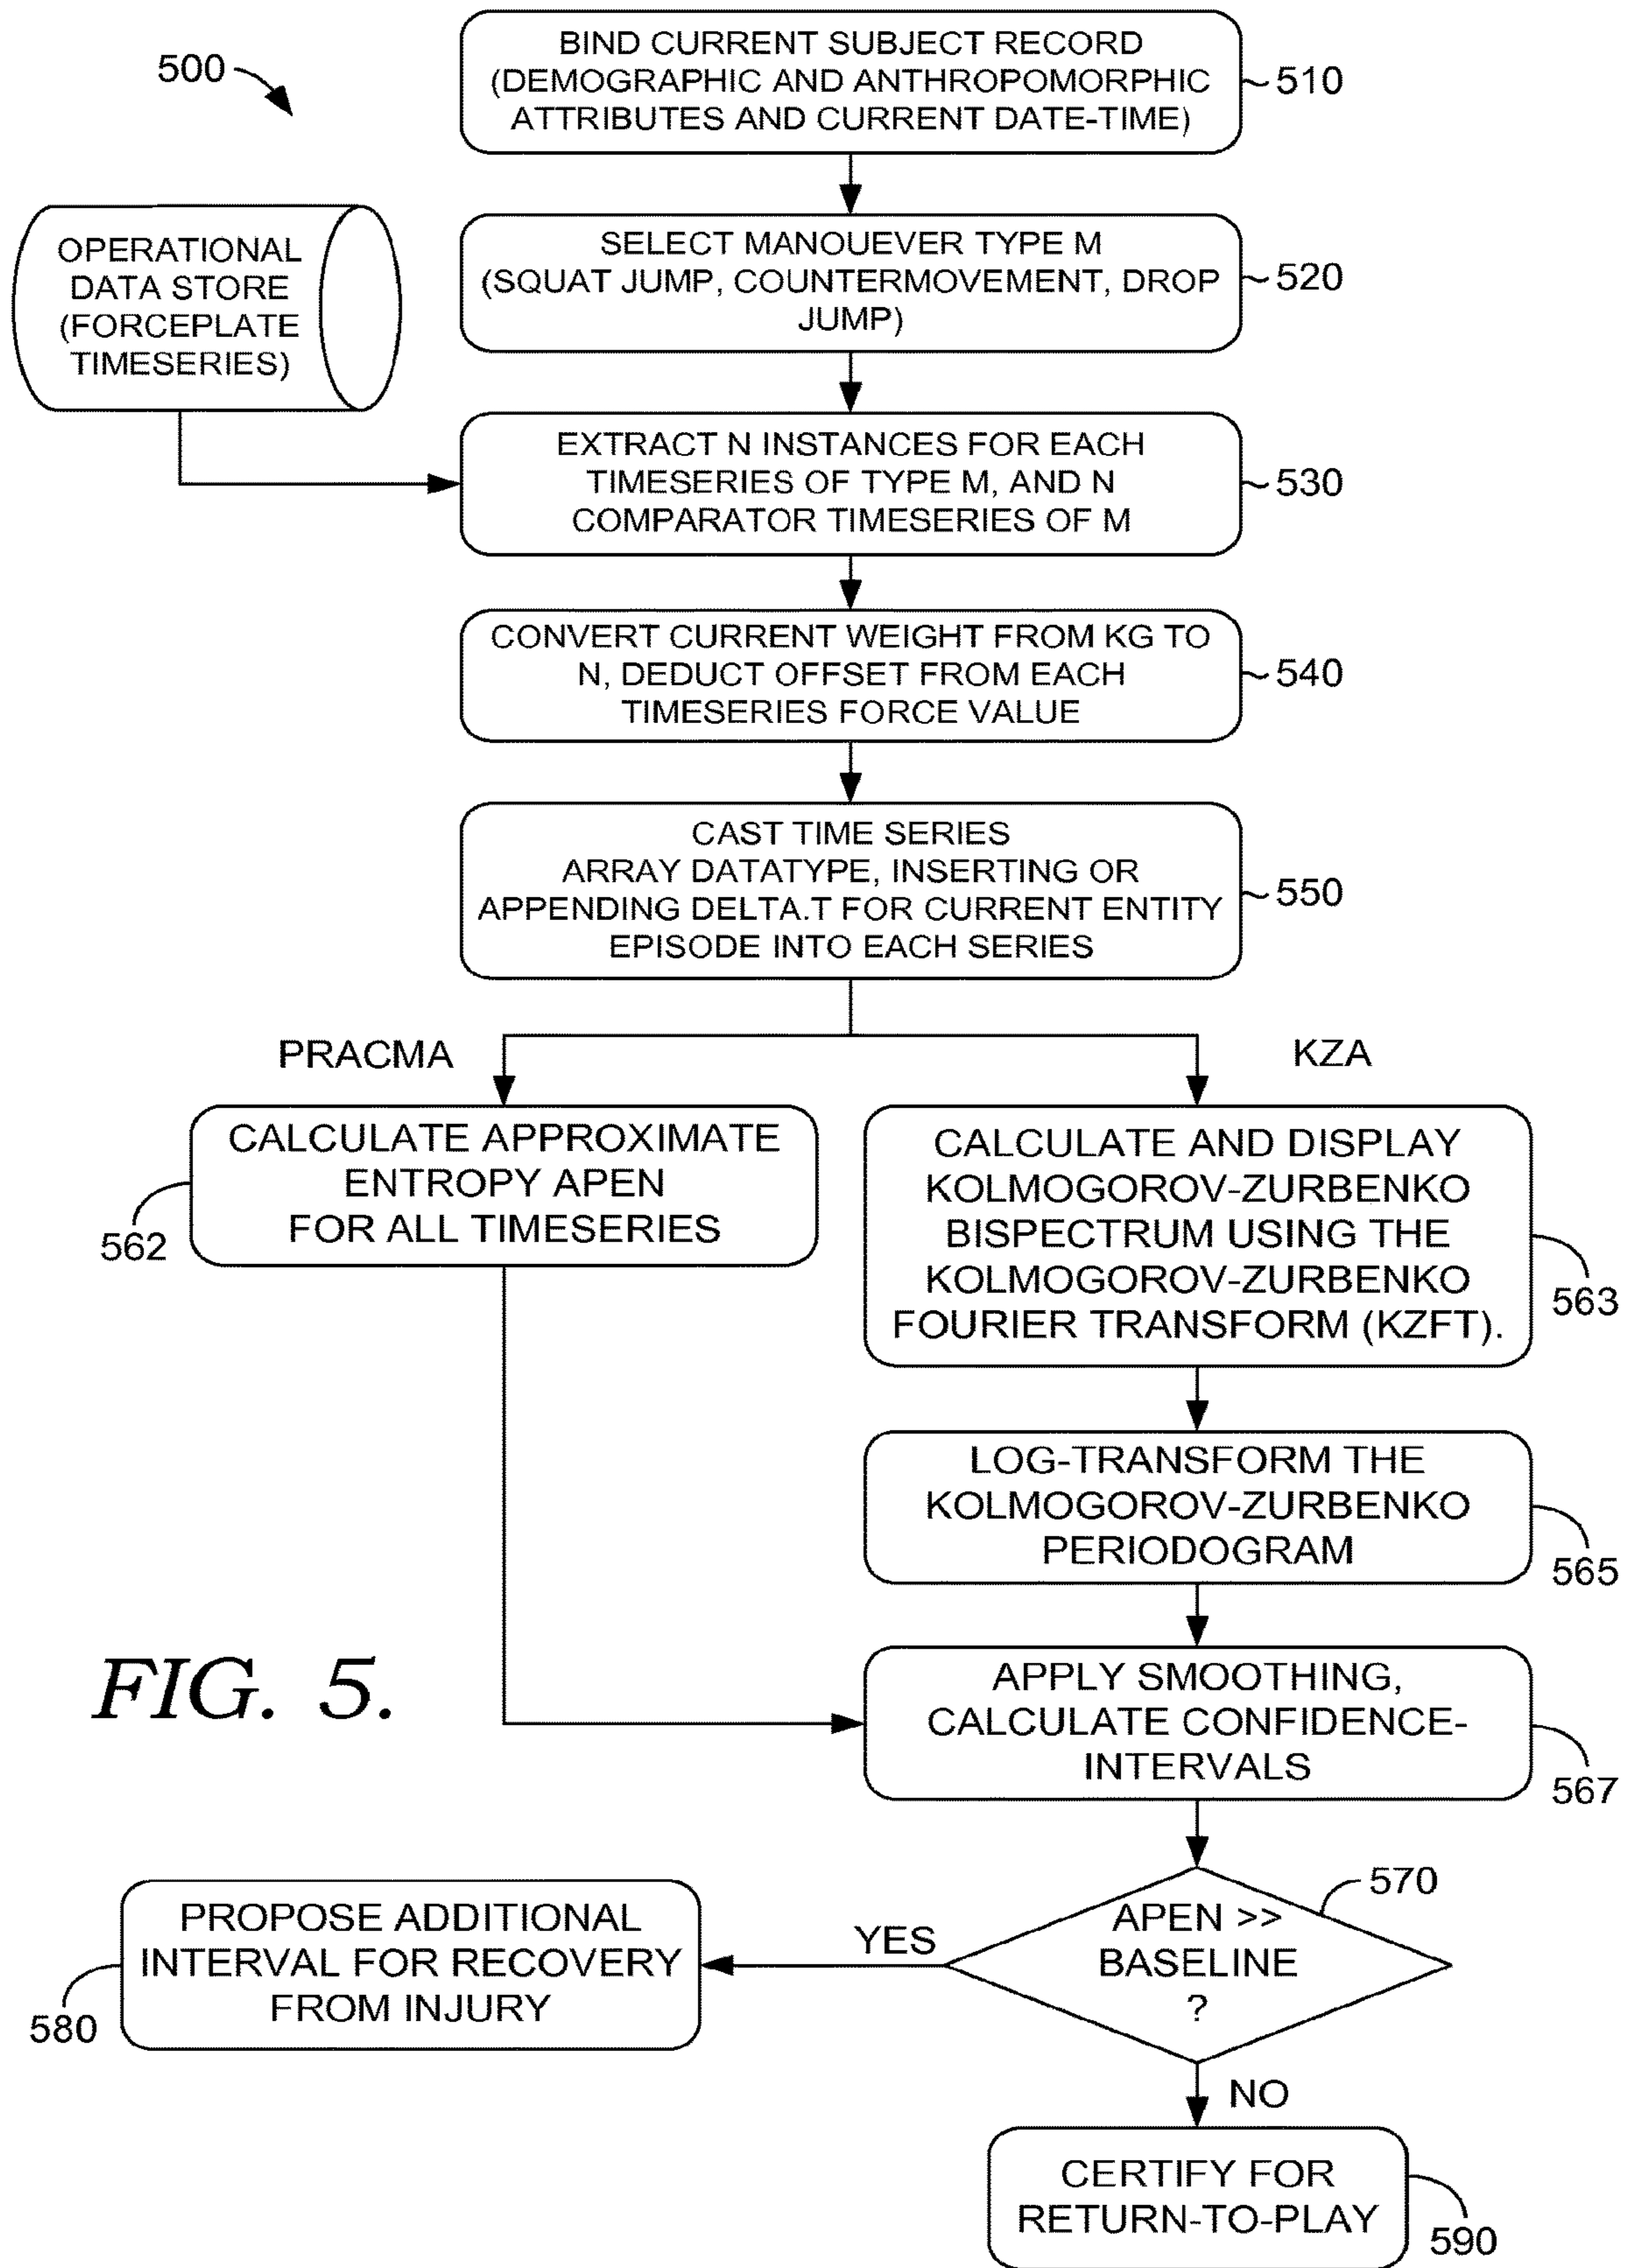 500
BIND CURRENT SUBJECT RECORD
(DEMOGRAPHIC AND ANTHROPOMORPHIC
ATTRIBUTES AND CURRENT DATE-TIME)
510
OPERATIONAL
DATA STORE
(FORCEPLATE
TIMESERIES)
SELECT MANOUEVER TYPE M
(SQUAT JUMP, COUNTERMOVEMENT, DROP
JUMP)
520
EXTRACT N INSTANCES FOR EACH
TIMESERIES OF TYPE M, AND N
COMPARATOR TIMESERIES OF M
530
CONVERT CURRENT WEIGHT FROM KG TO
N, DEDUCT OFFSET FROM EACH
TIMESERIES FORCE VALUE
540
CAST TIME SERIES
ARRAY DATATYPE, INSERTING OR
APPENDING DELTA.T FOR CURRENT ENTITY
EPISODE INTO EACH SERIES
550
PRACMA
KZA
CALCULATE APPROXIMATE
ENTROPY APEN
FOR ALL TIMESERIES
562
CALCULATE AND DISPLAY
KOLMOGOROV-ZURBENKO
BISPECTRUM USING THE
KOLMOGOROV-ZURBENKO
FOURIER TRANSFORM (KZFT).
563
LOG-TRANSFORM THE
KOLMOGOROV-ZURBENKO
PERIODOGRAM
565
FIG. 5.
APPLY SMOOTHING,
CALCULATE CONFIDENCE-
INTERVALS
567
APEN >>
BASELINE
?
570
YES
PROPOSE ADDITIONAL
INTERVAL FOR RECOVERY
FROM INJURY
580
NO
CERTIFY FOR
RETURN-TO-PLAY
590